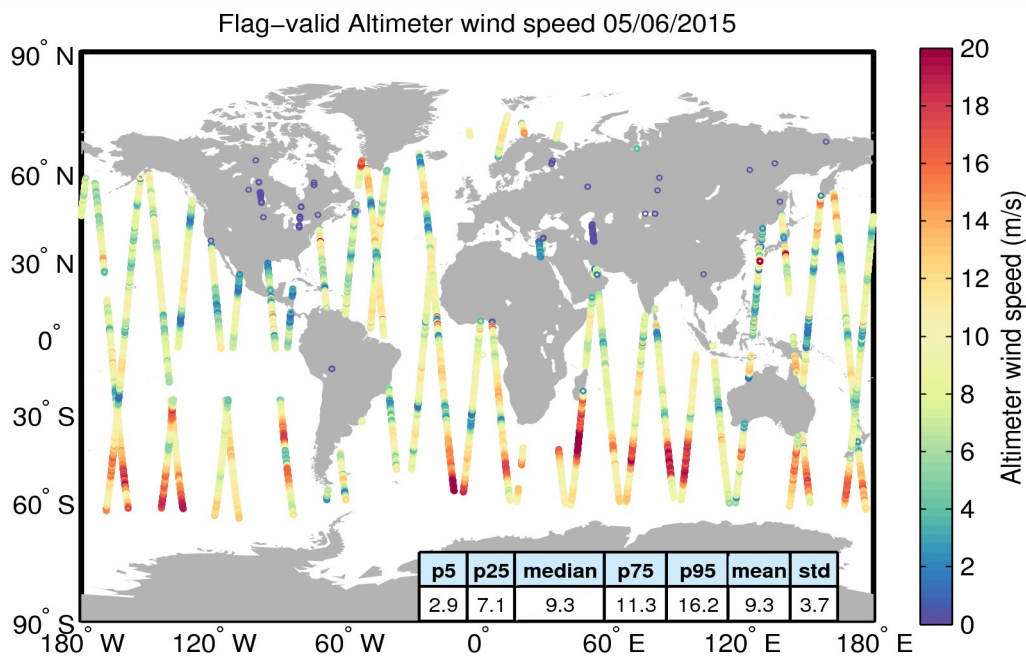 Flag−valid Altimeter wind speed 05/06/2015
90° N
60° N
30° N
0°
30° S
60° S
90° S
180° W
120° W
60° W
0°
60° E
120° E
180° E
p5 p25 median p75 p95 mean std
2.9 7.1 9.3 11.3 16.2 9.3 3.7
20
18
16
14
12
10
8
6
4
2
0
Altimeter wind speed (m/s)